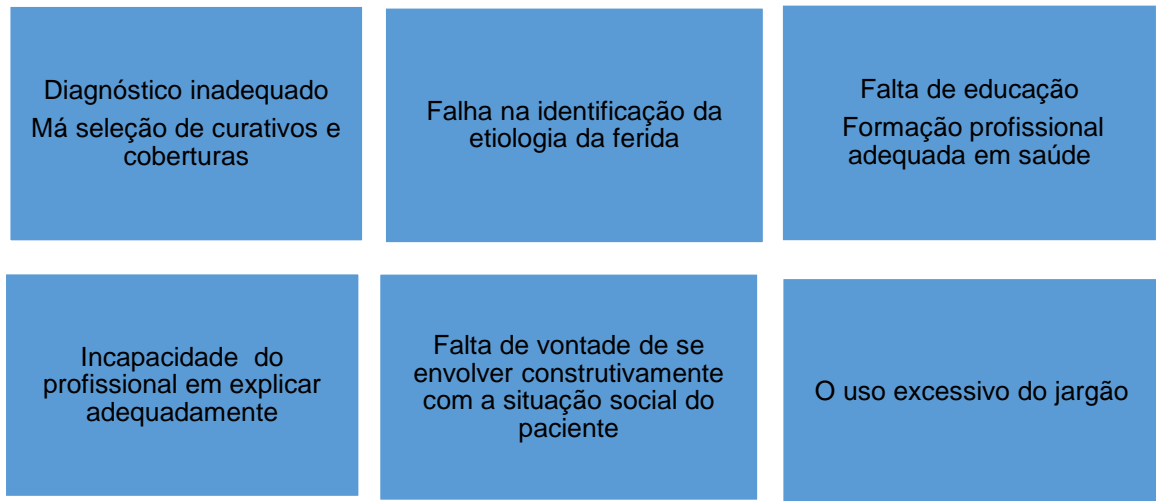 Diagnóstico inadequado
Má seleção de curativos e
coberturas
Falha na identificação da
etiologia da ferida
Falta de educação
Formação profissional
adequada em saúde
Incapacidade do
profissional em explicar
adequadamente
Falta de vontade de se
envolver construtivamente
com a situação social do
paciente
O uso excessivo do jargão